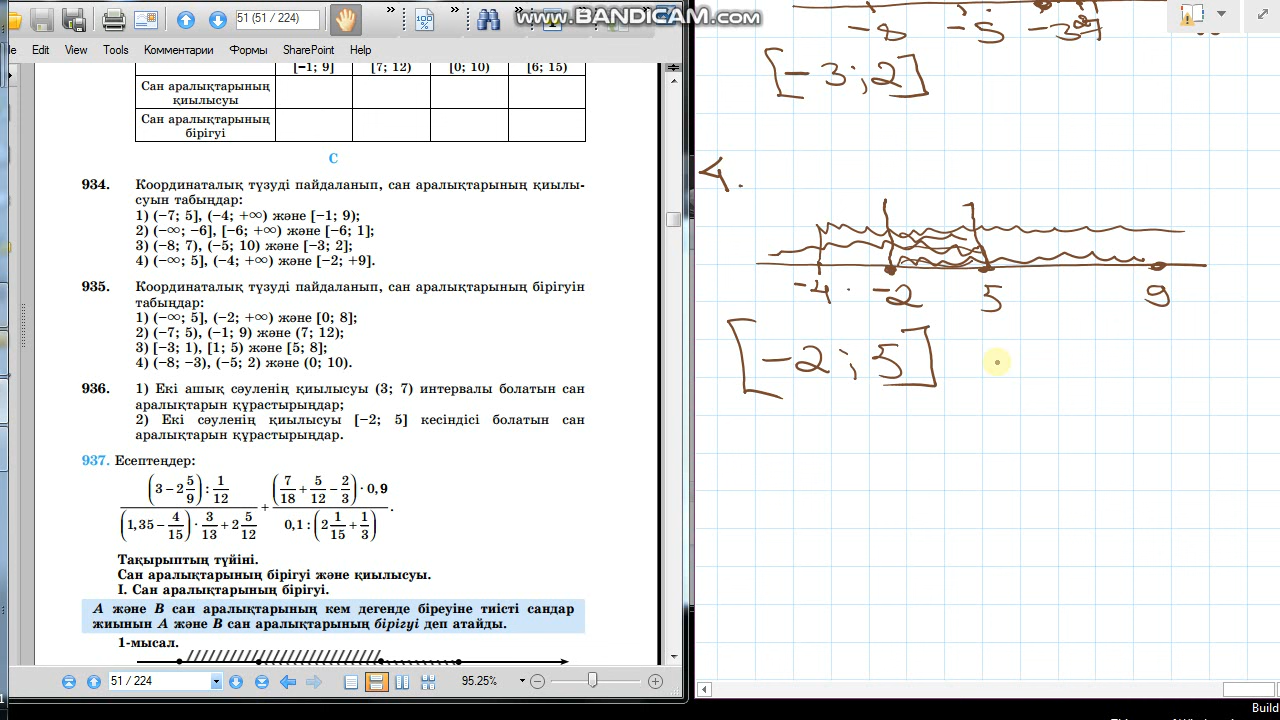 www.BANDICAM.com
51 (51 / 224)
100%
Edit View Tools Комментарии Формы SharePoint Help
[−1; 9] [7; 12) [0; 10) [6; 15)
Сан аралықтарының
қиылысуы
Сан аралықтарының
бірігуі
С
934. Координаталық түзуді пайдаланып, сан аралықтарының қиылы-
суын табыңдар:
1) (−7; 5], (−4; +∞) және [−1; 9);
2) (−∞; −6], [−6; +∞) және [−6; 1];
3) (−8; 7), (−5; 10) және [−3; 2];
4) (−∞; 5], (−4; +∞) және [−2; +9].
935. Координаталық түзуді пайдаланып, сан аралықтарының бірігуін
табыңдар:
1) (−∞; 5], (−2; +∞) және [0; 8];
2) (−7; 5), (−1; 9) және (7; 12);
3) [−3; 1), [1; 5) және [5; 8];
4) (−8; −3), (−5; 2) және (0; 10).
936. 1) Екі ашық сәуленің қиылысуы (3; 7) интервалы болатын сан
аралықтарын құрастырыңдар;
2) Екі сәуленің қиылысуы [−2; 5] кесіндісі болатын сан
аралықтарын құрастырыңдар.
937. Есептеңдер:
(3 − 2 5/9) : 1/12 / (1,35 − 4/15) · 3/13 + 2 5/12 + (7/18 + 5/12 − 2/3) · 0,9 / 0,1 : (2 1/15 + 1/3) .
Тақырыптың түйіні.
Сан аралықтарының бірігуі және қиылысуы.
І. Сан аралықтарының бірігуі.
А және В сан аралықтарының кем дегенде біреуіне тиісті сандар
жиынын А және В сан аралықтарының бірігуі деп атайды.
1-мысал.
51 / 224
95.25%
−8 −5 −3
[−3; 2]
4.
−4 −2 5 9
[−2; 5]
Build